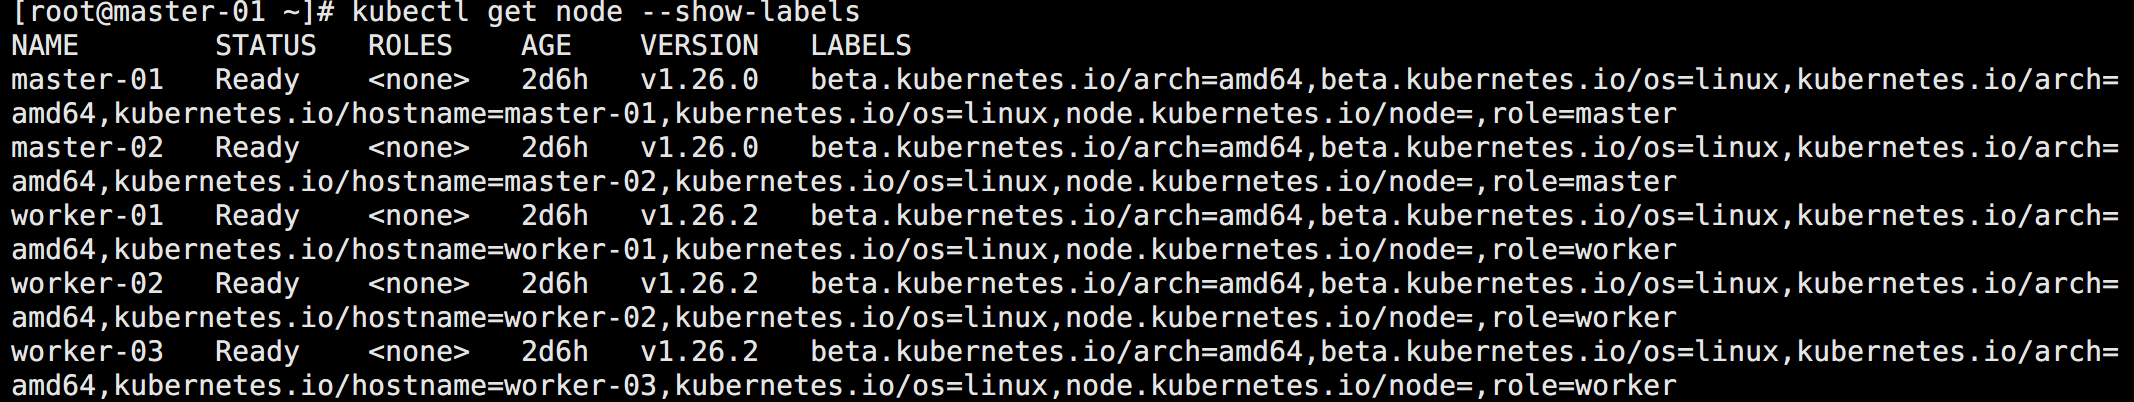 [root@master-01 ~]# kubectl get node --show-labels
NAME        STATUS   ROLES    AGE    VERSION   LABELS
master-01   Ready    <none>   2d6h   v1.26.0   beta.kubernetes.io/arch=amd64,beta.kubernetes.io/os=linux,kubernetes.io/arch=
amd64,kubernetes.io/hostname=master-01,kubernetes.io/os=linux,node.kubernetes.io/node=,role=master
master-02   Ready    <none>   2d6h   v1.26.0   beta.kubernetes.io/arch=amd64,beta.kubernetes.io/os=linux,kubernetes.io/arch=
amd64,kubernetes.io/hostname=master-02,kubernetes.io/os=linux,node.kubernetes.io/node=,role=master
worker-01   Ready    <none>   2d6h   v1.26.2   beta.kubernetes.io/arch=amd64,beta.kubernetes.io/os=linux,kubernetes.io/arch=
amd64,kubernetes.io/hostname=worker-01,kubernetes.io/os=linux,node.kubernetes.io/node=,role=worker
worker-02   Ready    <none>   2d6h   v1.26.2   beta.kubernetes.io/arch=amd64,beta.kubernetes.io/os=linux,kubernetes.io/arch=
amd64,kubernetes.io/hostname=worker-02,kubernetes.io/os=linux,node.kubernetes.io/node=,role=worker
worker-03   Ready    <none>   2d6h   v1.26.2   beta.kubernetes.io/arch=amd64,beta.kubernetes.io/os=linux,kubernetes.io/arch=
amd64,kubernetes.io/hostname=worker-03,kubernetes.io/os=linux,node.kubernetes.io/node=,role=worker